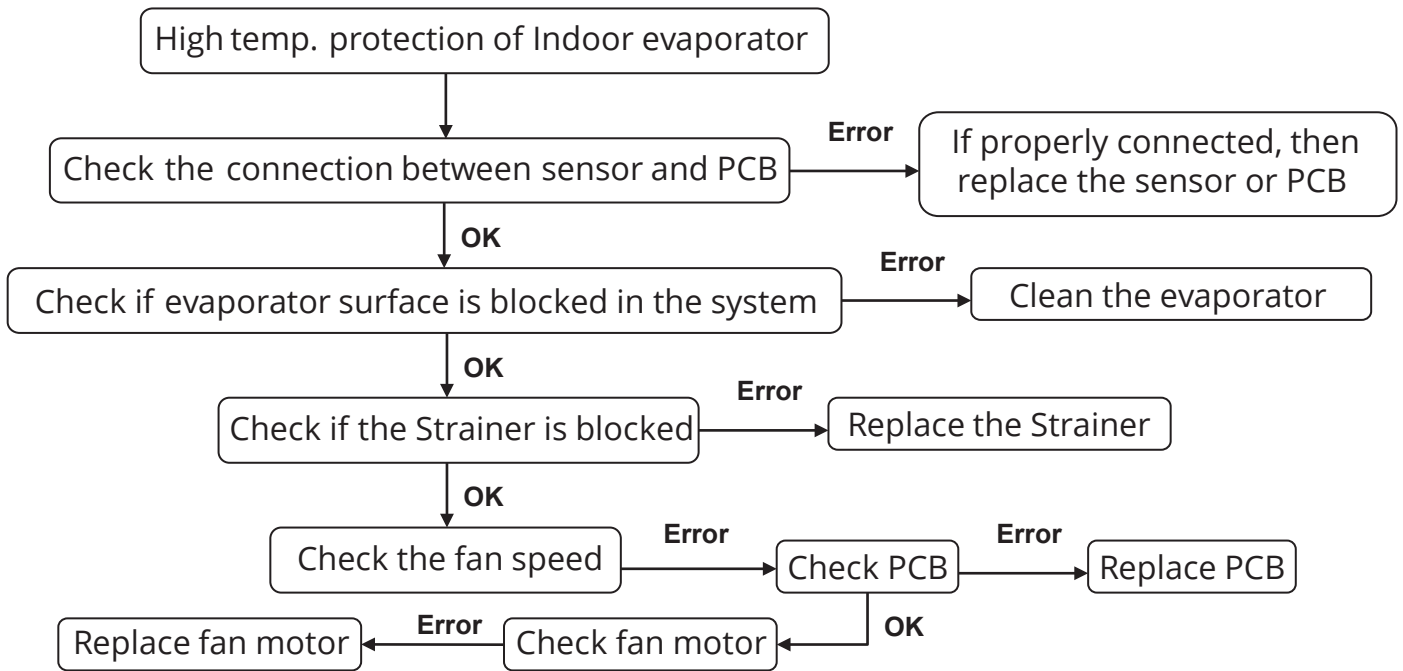 High temp. protection of Indoor evaporator
Check the connection between sensor and PCB
Error
If properly connected, then
replace the sensor or PCB
OK
Check if evaporator surface is blocked in the system
Error
Clean the evaporator
OK
Check if the Strainer is blocked
Error
Replace the Strainer
OK
Check the fan speed
Error
Check PCB
Error
Replace PCB
OK
Check fan motor
Error
Replace fan motor